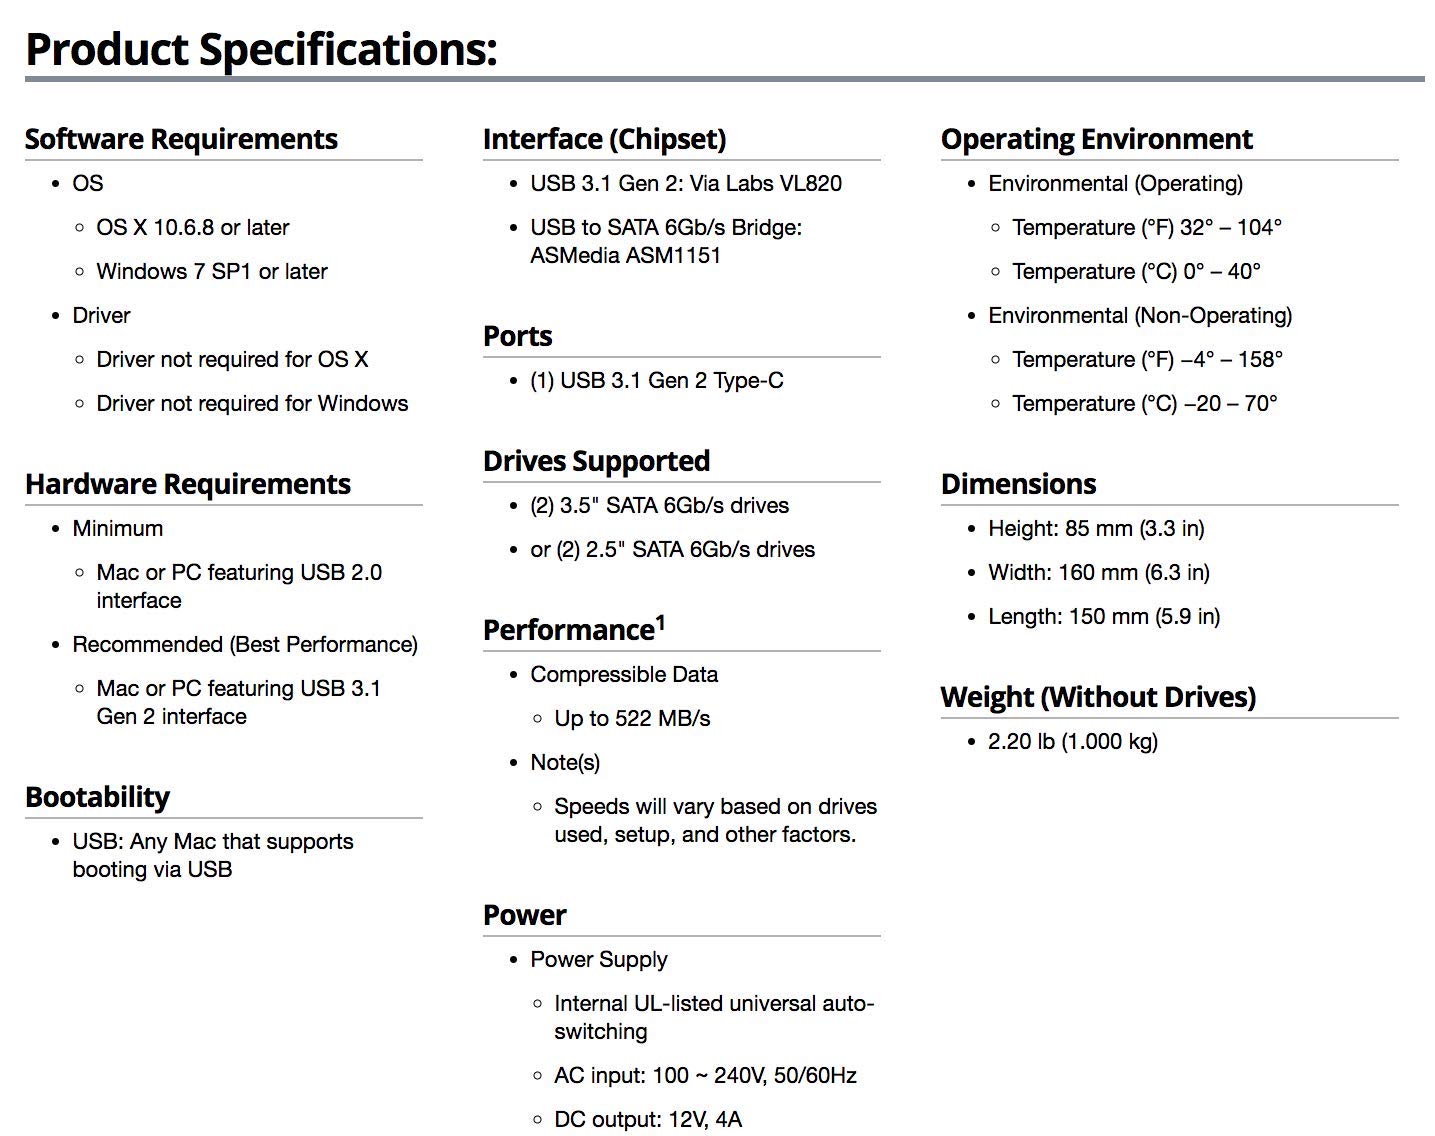 Product Specifications:
Software Requirements
• OS
◦ OS X 10.6.8 or later
◦ Windows 7 SP1 or later
• Driver
◦ Driver not required for OS X
◦ Driver not required for Windows
Hardware Requirements
• Minimum
◦ Mac or PC featuring USB 2.0
interface
• Recommended (Best Performance)
◦ Mac or PC featuring USB 3.1
Gen 2 interface
Bootability
• USB: Any Mac that supports
booting via USB
Interface (Chipset)
• USB 3.1 Gen 2: Via Labs VL820
• USB to SATA 6Gb/s Bridge:
ASMedia ASM1151
Ports
• (1) USB 3.1 Gen 2 Type-C
Drives Supported
• (2) 3.5" SATA 6Gb/s drives
• or (2) 2.5" SATA 6Gb/s drives
Performance¹
• Compressible Data
◦ Up to 522 MB/s
• Note(s)
◦ Speeds will vary based on drives
used, setup, and other factors.
Power
• Power Supply
◦ Internal UL-listed universal auto-
switching
◦ AC input: 100 ~ 240V, 50/60Hz
◦ DC output: 12V, 4A
Operating Environment
• Environmental (Operating)
◦ Temperature (°F) 32° – 104°
◦ Temperature (°C) 0° – 40°
• Environmental (Non-Operating)
◦ Temperature (°F) –4° – 158°
◦ Temperature (°C) –20 – 70°
Dimensions
• Height: 85 mm (3.3 in)
• Width: 160 mm (6.3 in)
• Length: 150 mm (5.9 in)
Weight (Without Drives)
• 2.20 lb (1.000 kg)